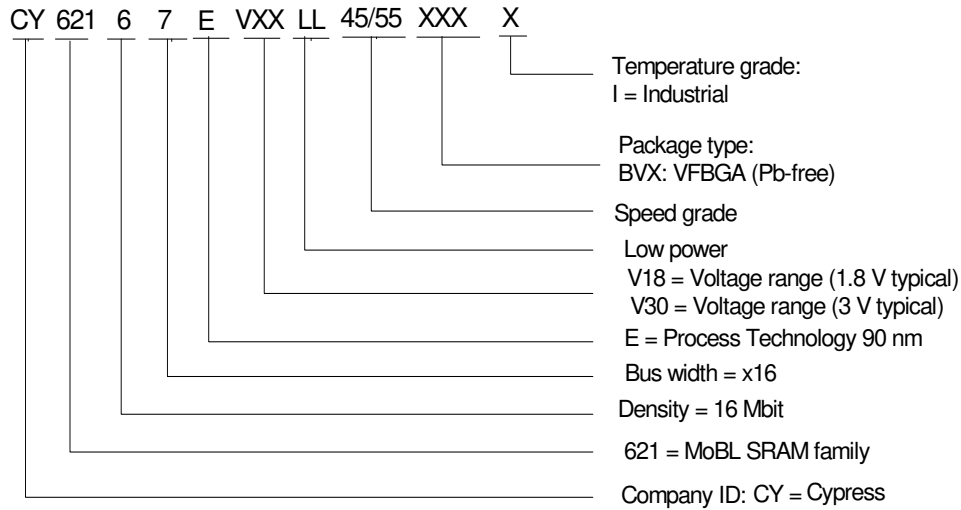 CY 621 6 7 E VXX LL 45/55 XXX X
Temperature grade:
I = Industrial
Package type:
BVX: VFBGA (Pb-free)
Speed grade
Low power
V18 = Voltage range (1.8 V typical)
V30 = Voltage range (3 V typical)
E = Process Technology 90 nm
Bus width = x16
Density = 16 Mbit
621 = MoBL SRAM family
Company ID: CY = Cypress